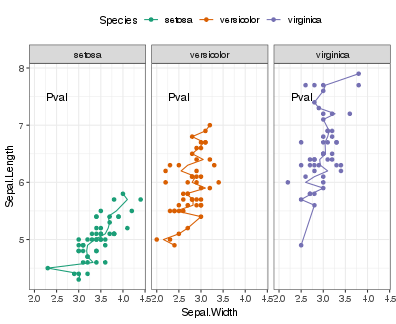 Species setosa versicolor virginica
setosa versicolor virginica
8
Pval Pval Pval
7
Sepal.Length
6
5
2.0 2.5 3.0 3.5 4.0 4.5 2.0 2.5 3.0 3.5 4.0 4.5 2.0 2.5 3.0 3.5 4.0 4.5
Sepal.Width